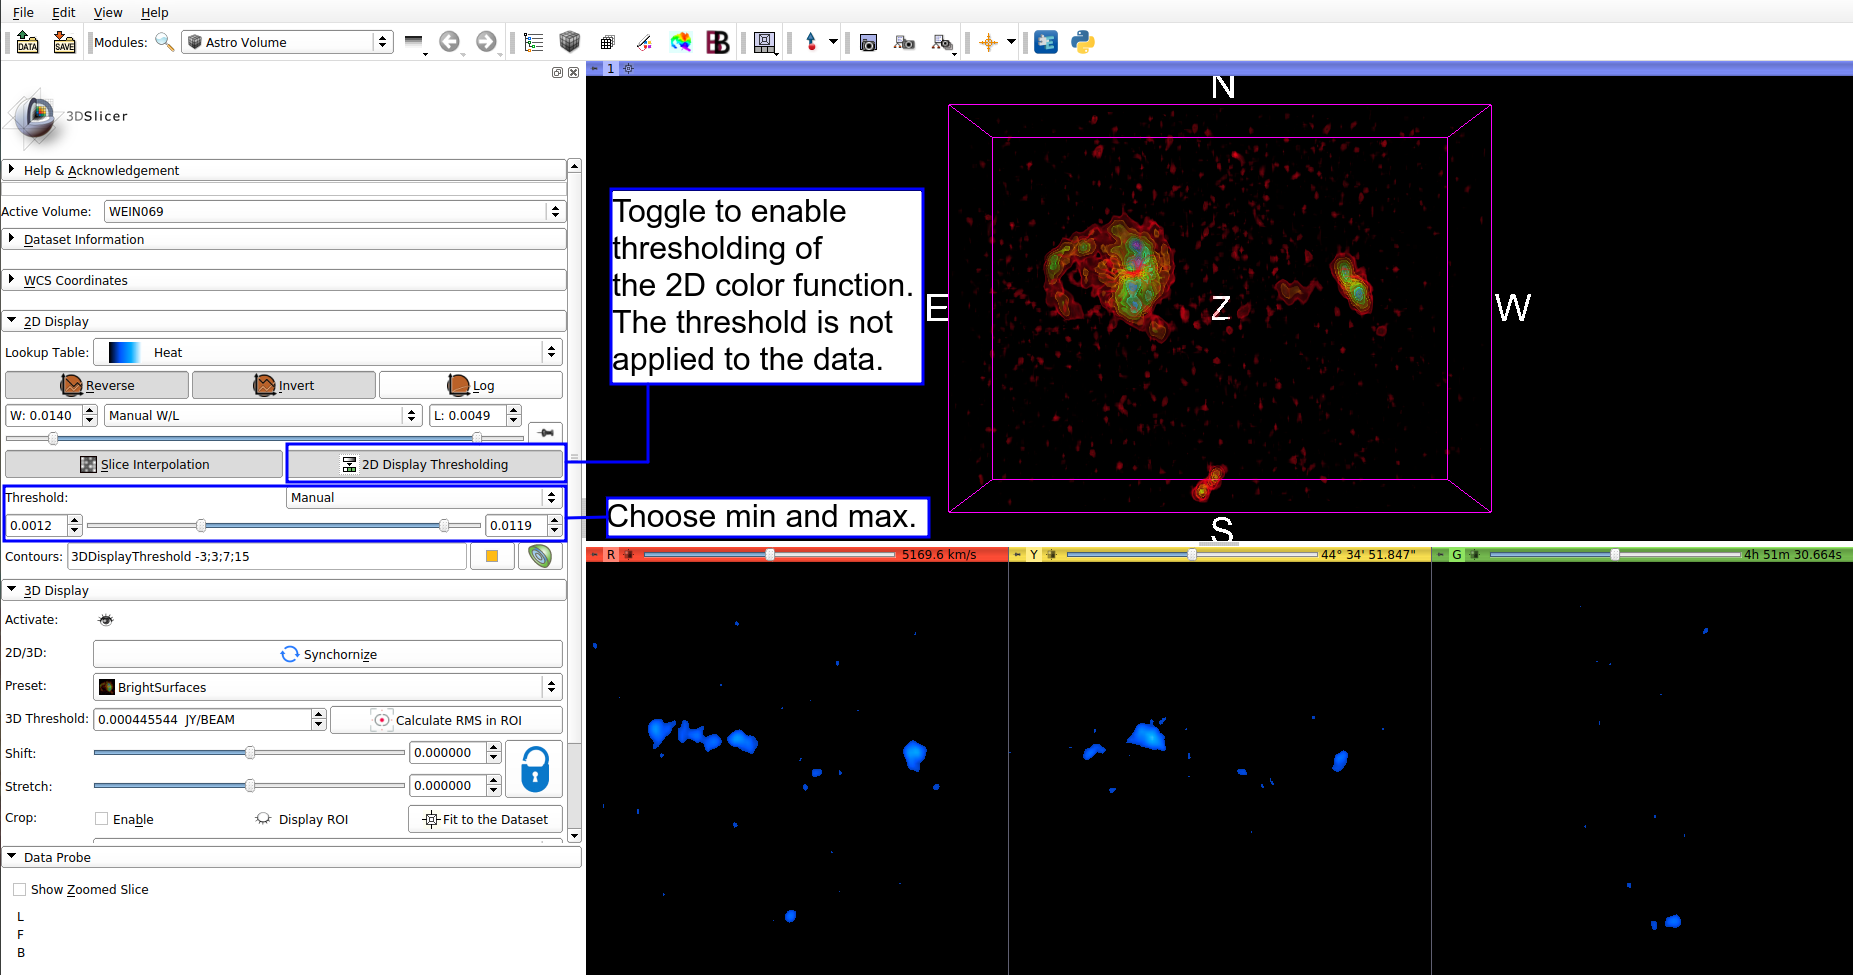 File Edit View Help
DATA SAVE Modules: Astro Volume
1
3DSlicer
Help & Acknowledgement
Active Volume: WEIN069
Dataset Information
WCS Coordinates
2D Display
Lookup Table: Heat
Reverse Invert Log
W: 0.0140 Manual W/L L: 0.0049
Slice Interpolation 2D Display Thresholding
Threshold: Manual
0.0012 0.0119
Contours: 3DDisplayThreshold -3;3;7;15
3D Display
Activate:
2D/3D: Synchornize
Preset: BrightSurfaces
3D Threshold: 0.000445544 JY/BEAM Calculate RMS in ROI
Shift: 0.000000
Stretch: 0.000000
Crop: Enable Display ROI Fit to the Dataset
Data Probe
Show Zoomed Slice
L
F
B
Toggle to enable
thresholding of
the 2D color function.
The threshold is not
applied to the data.
Choose min and max.
N
E Z W
S
R 5169.6 km/s
Y 44° 34' 51.847"
G 4h 51m 30.664s